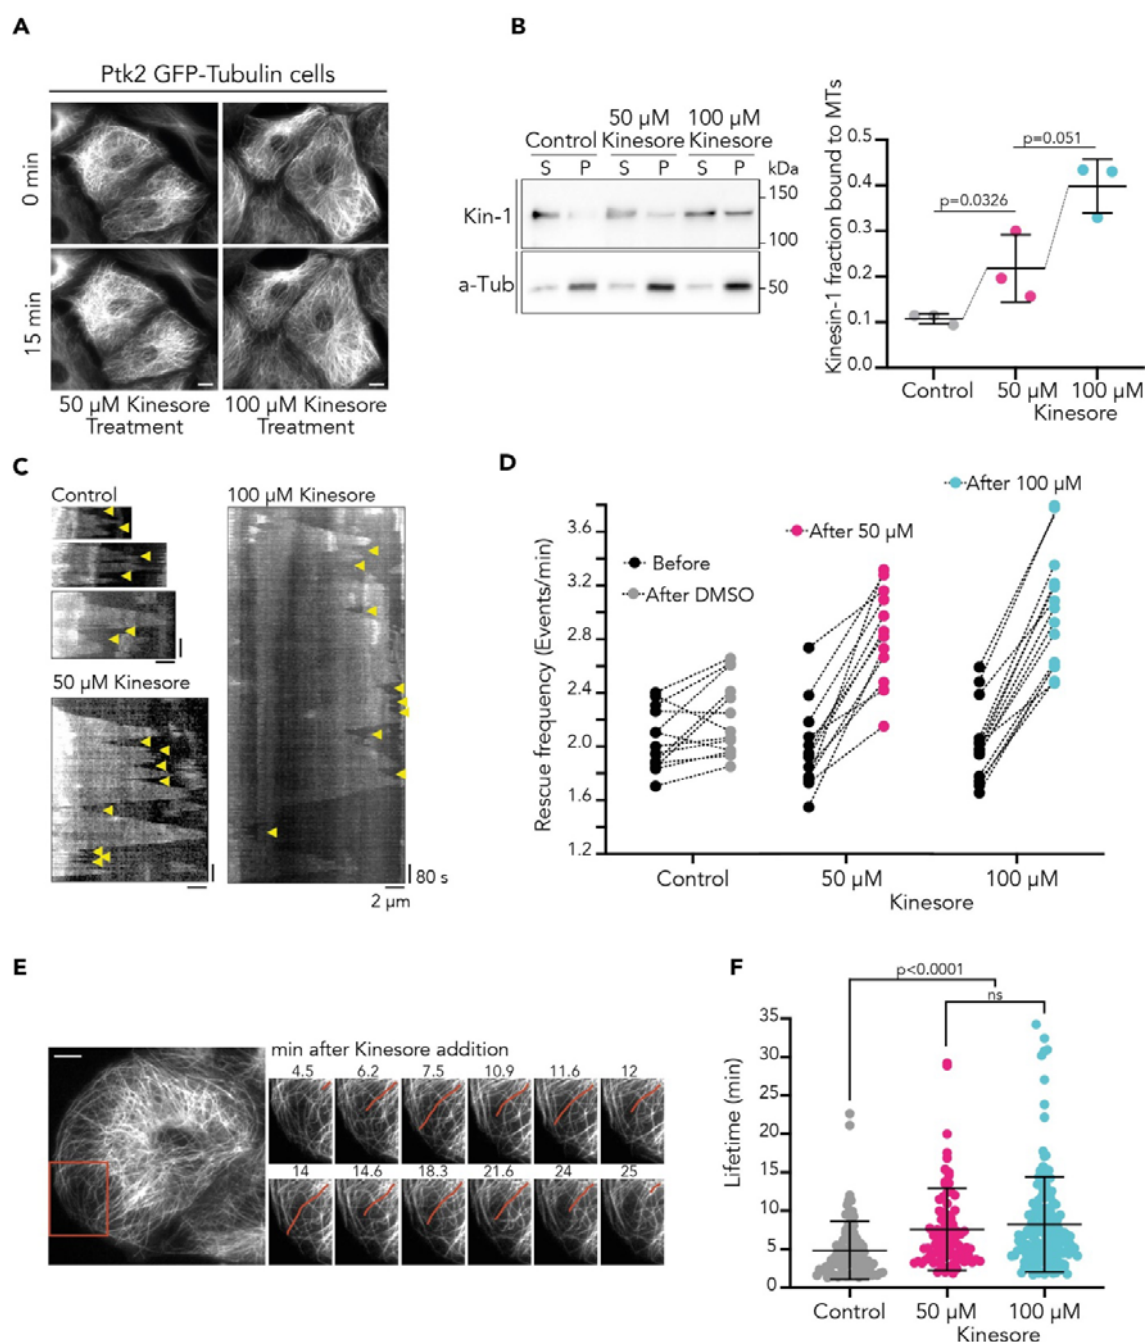 A
Ptk2 GFP-Tubulin cells
0 min
15 min
50 µM Kinesore
Treatment
100 µM Kinesore
Treatment
B
Control
50 µM
Kinesore
100 µM
Kinesore
S P S P S P kDa
Kin-1
150
100
a-Tub
50
Kinesin-1 fraction bound to MTs
0.5
0.4
0.3
0.2
0.1
0.0
p=0.0326
p=0.051
Control
50 µM
100 µM
Kinesore
C
Control
50 µM Kinesore
100 µM Kinesore
80 s
2 µm
D
Rescue frequency (Events/min)
3.6
3.2
2.8
2.4
2.0
1.6
1.2
Before
After DMSO
After 50 µM
After 100 µM
Control
50 µM
100 µM
Kinesore
E
min after Kinesore addition
4.5 6.2 7.5 10.9 11.6 12
14 14.6 18.3 21.6 24 25
F
p<0.0001
ns
Lifetime (min)
35
30
25
20
15
10
5
0
Control
50 µM
100 µM
Kinesore